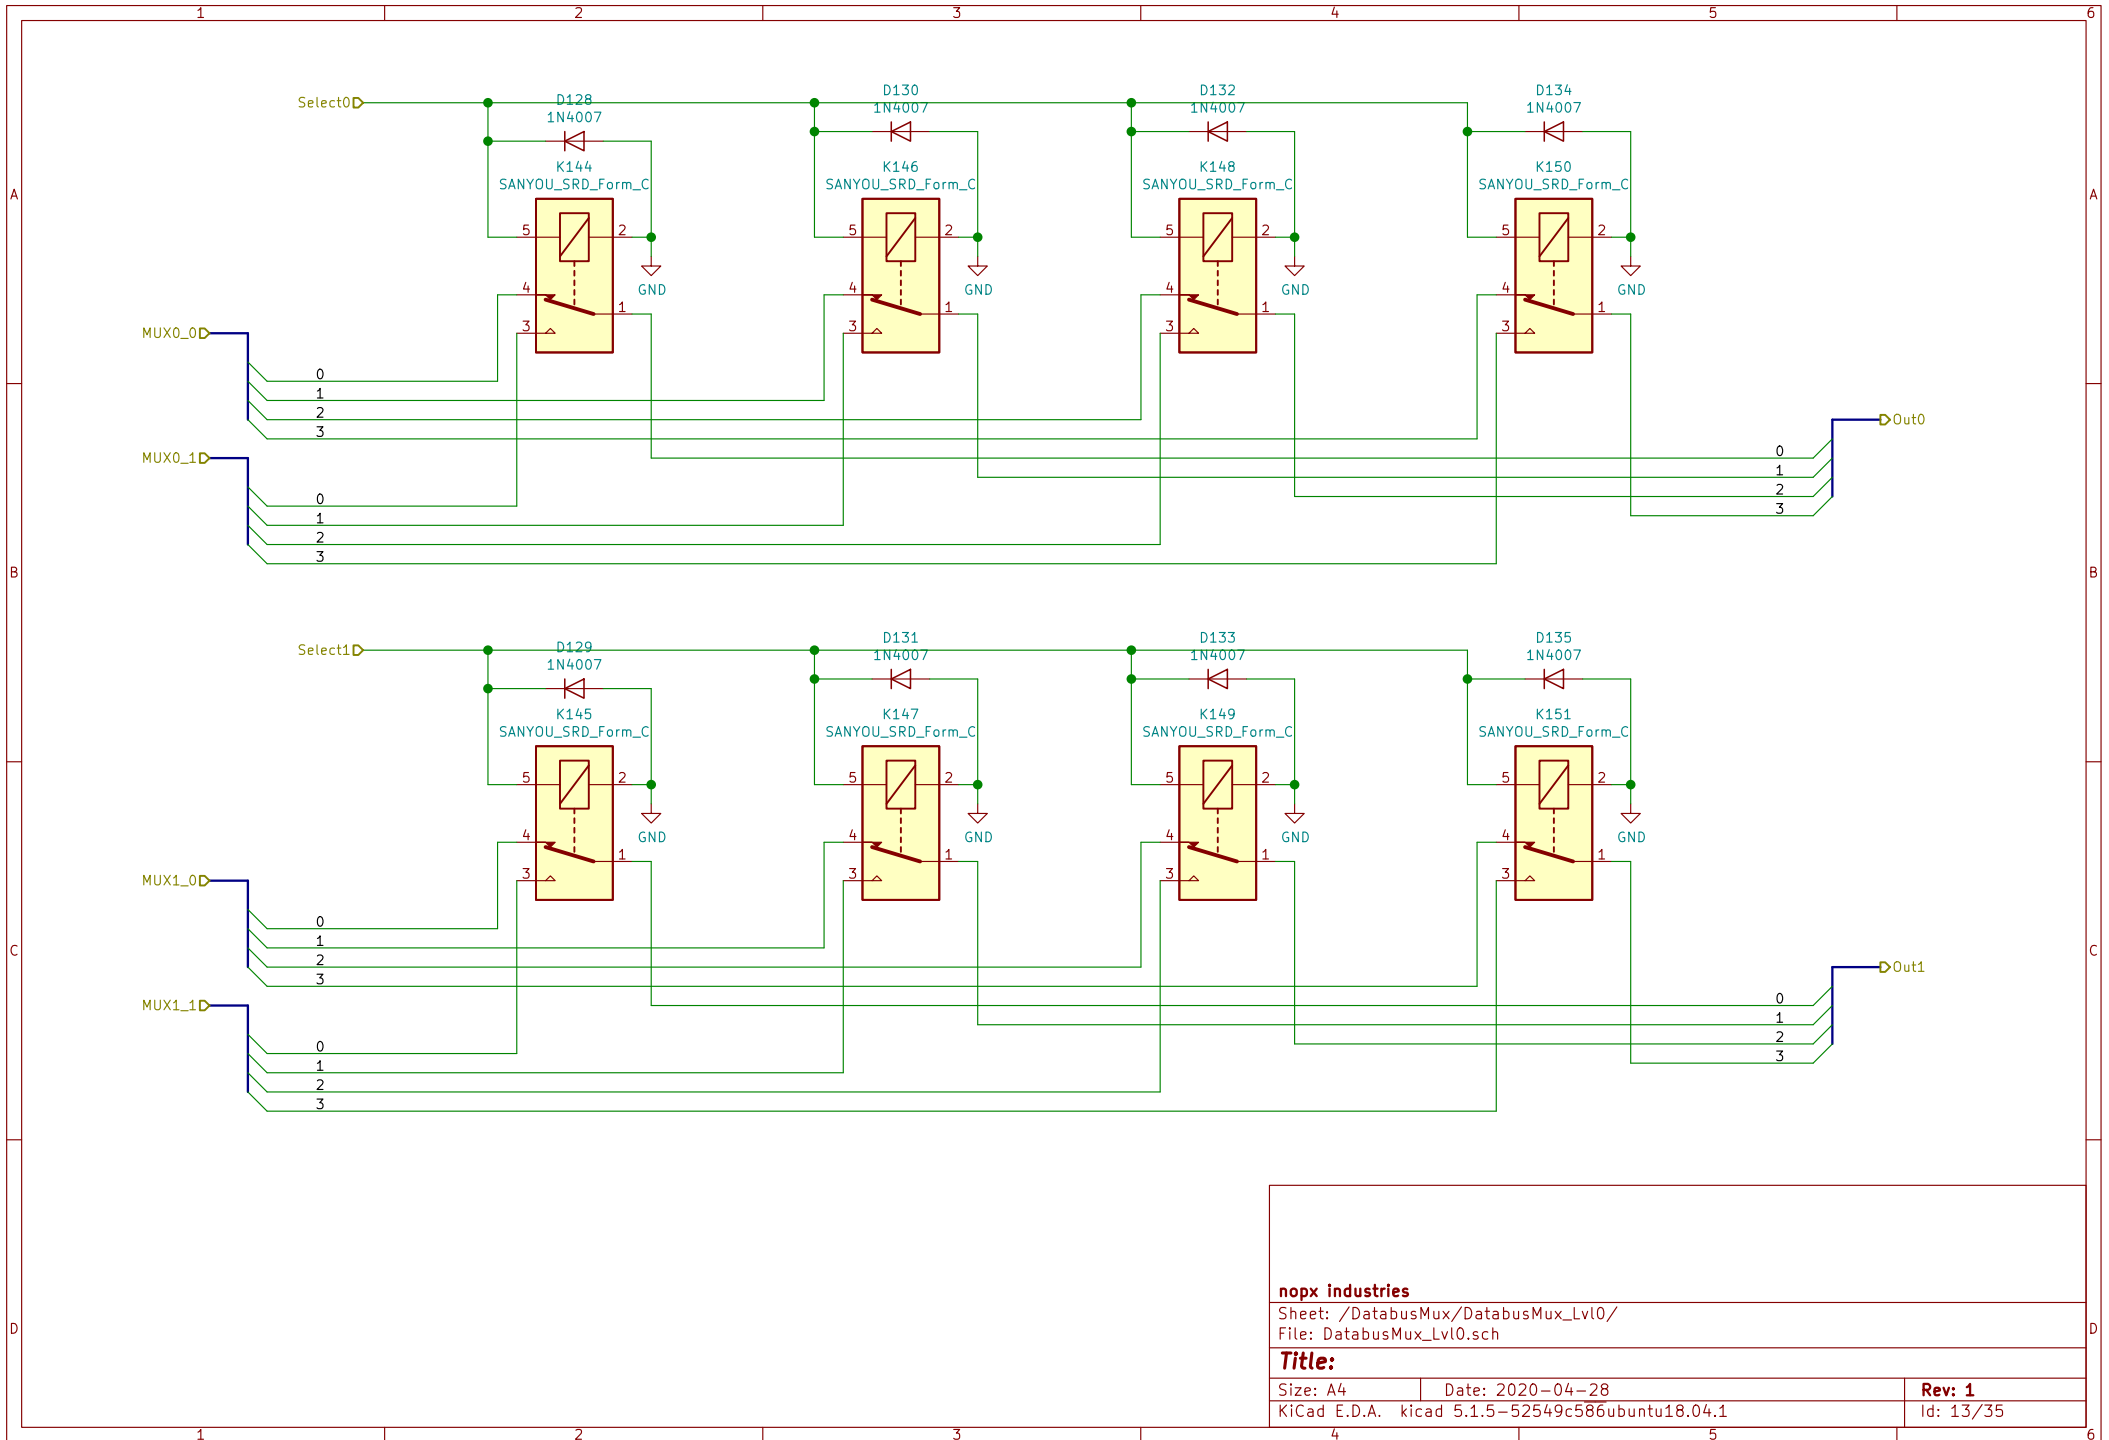 1 2 3 4 5 6
Select0
D128
1N4007
D130
1N4007
D132
1N4007
D134
1N4007
K144
SANYOU_SRD_Form_C
K146
SANYOU_SRD_Form_C
K148
SANYOU_SRD_Form_C
K150
SANYOU_SRD_Form_C
A A
5 2 5 2 5 2 5 2
GND GND GND GND
4 1 4 1 4 1 4 1
3 3 3 3
MUX0_0
0
1
2
3
Out0
MUX0_1
0
1
2
3
0
1
2
3
B B
Select1
D129
1N4007
D131
1N4007
D133
1N4007
D135
1N4007
K145
SANYOU_SRD_Form_C
K147
SANYOU_SRD_Form_C
K149
SANYOU_SRD_Form_C
K151
SANYOU_SRD_Form_C
5 2 5 2 5 2 5 2
GND GND GND GND
4 1 4 1 4 1 4 1
3 3 3 3
MUX1_0
0
1
2
3
C C
Out1
MUX1_1
0
1
2
3
0
1
2
3
nopx industries
Sheet: /DatabusMux/DatabusMux_Lvl0/
File: DatabusMux_Lvl0.sch
D D
Title:
Size: A4 Date: 2020-04-28 Rev: 1
KiCad E.D.A. kicad 5.1.5-52549c586ubuntu18.04.1 Id: 13/35
1 2 3 4 5 6